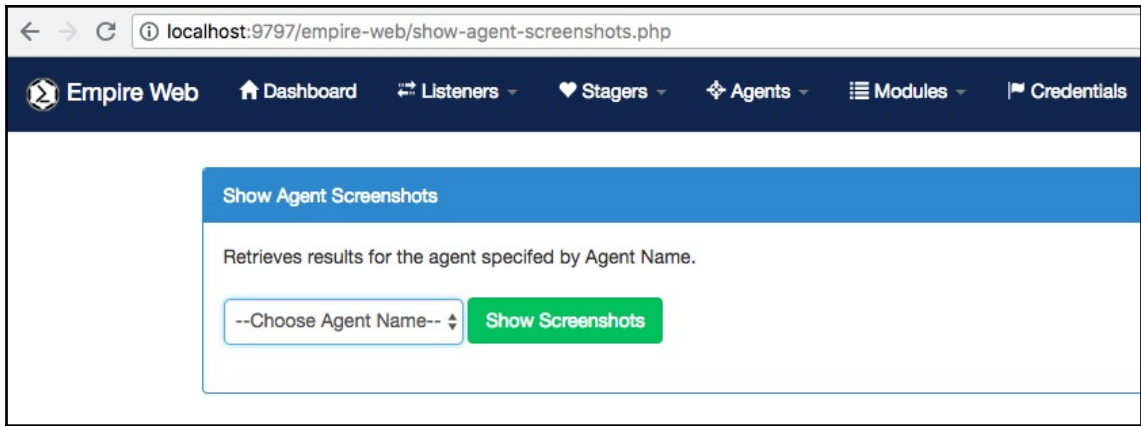 localhost:9797/empire-web/show-agent-screenshots.php
Empire Web Dashboard Listeners Stagers Agents Modules Credentials
Show Agent Screenshots
Retrieves results for the agent specifed by Agent Name.
--Choose Agent Name-- Show Screenshots